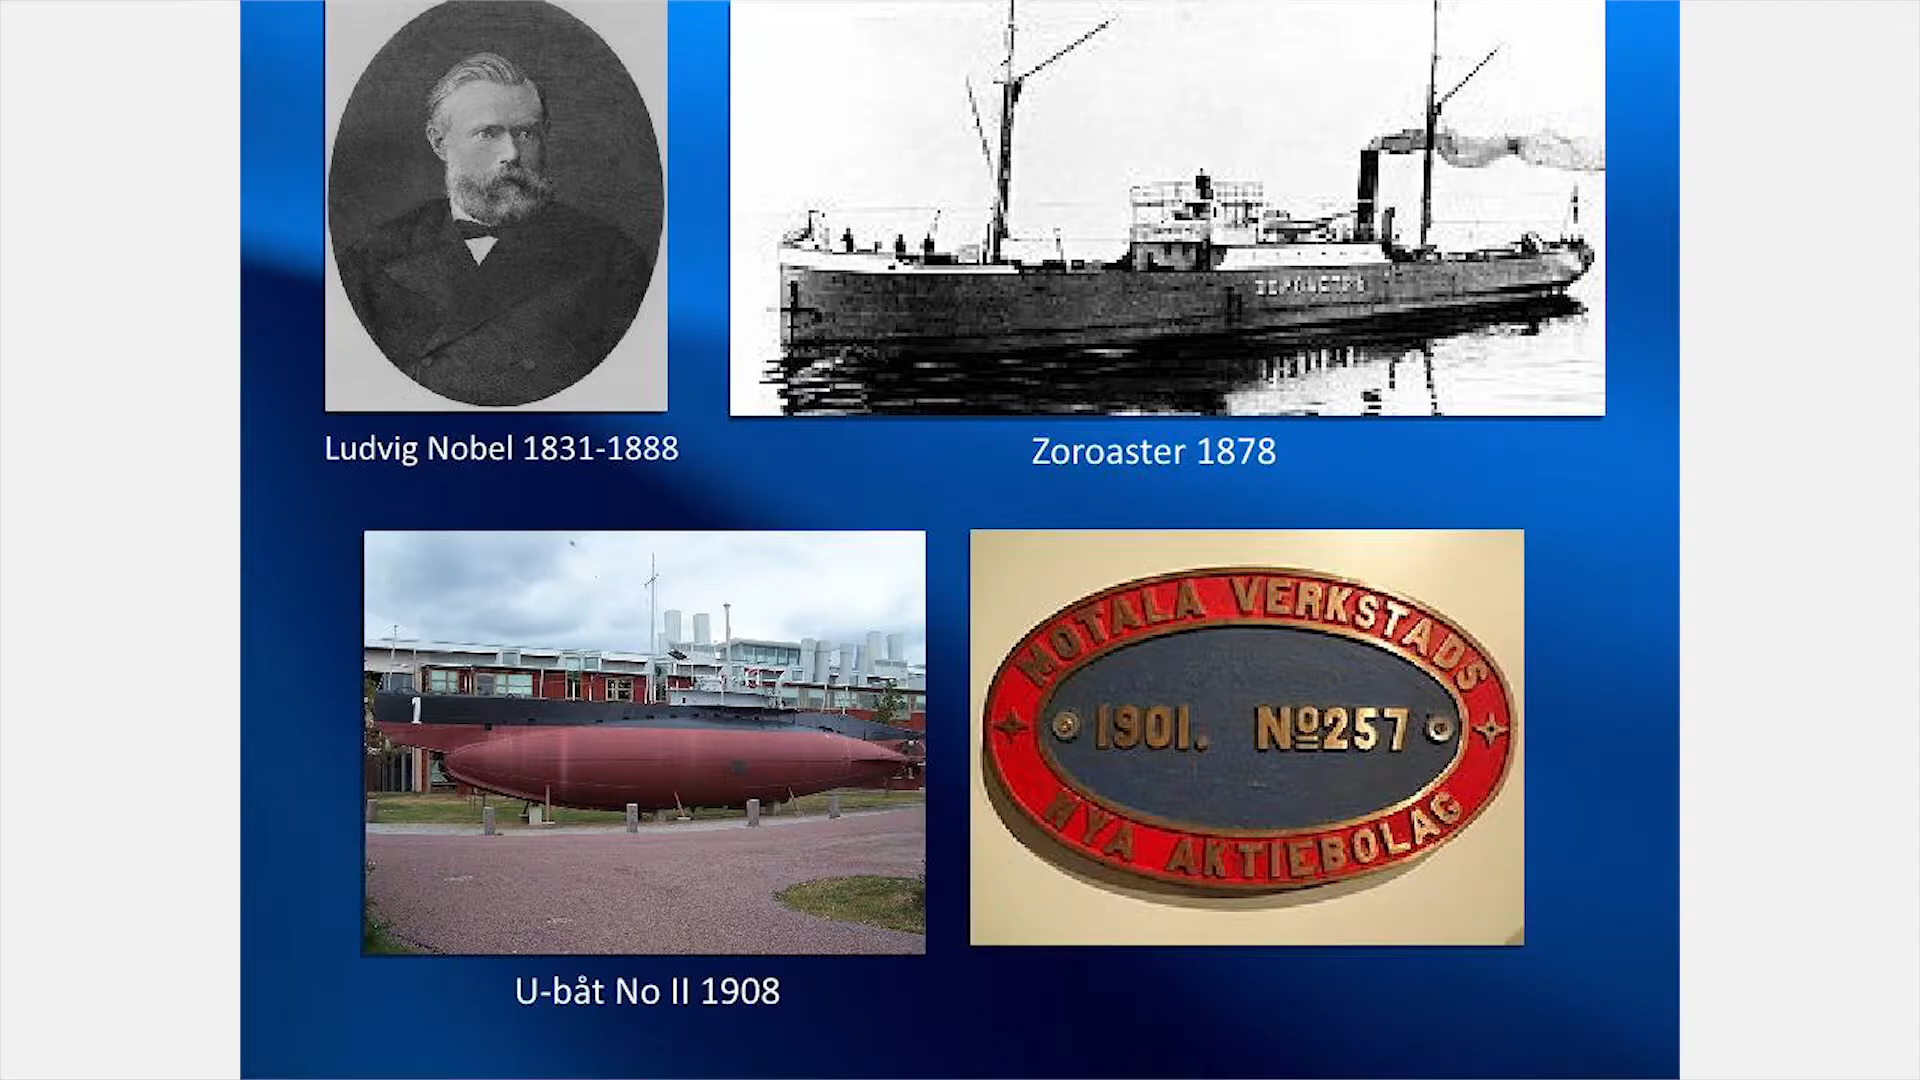 Ludvig Nobel 1831-1888
Zoroaster 1878
MOTALA VERKSTADS
1901. Nº257
NYA AKTIEBOLAG
U-båt No II 1908